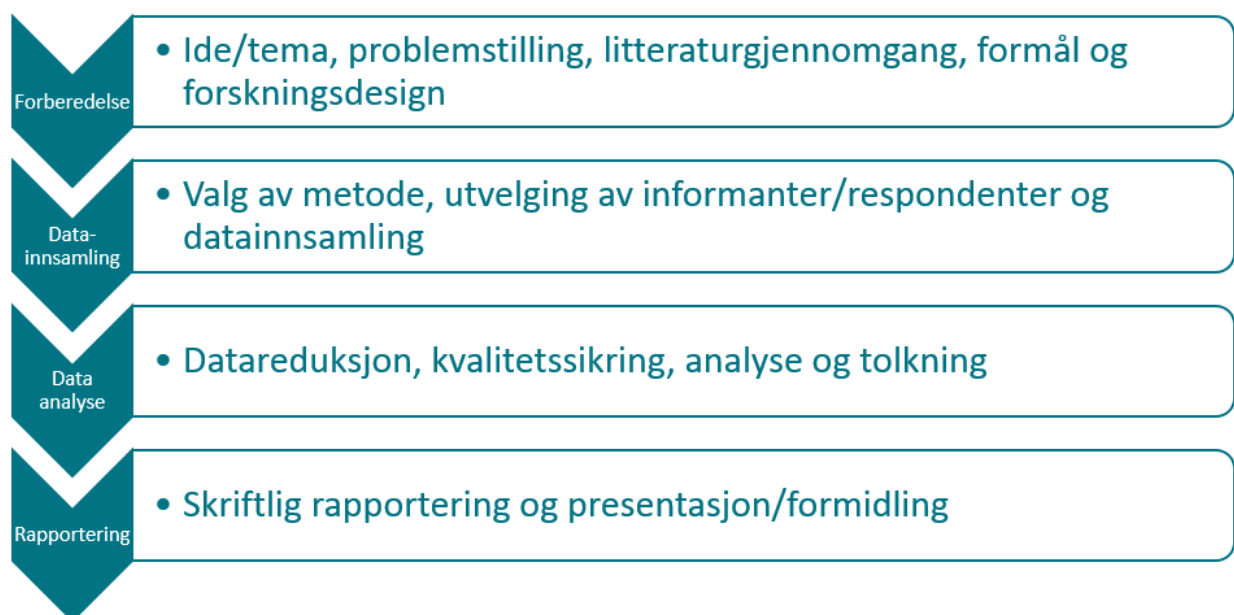 Forberedelse
• Ide/tema, problemstilling, litteraturgjennomgang, formål og
forskningsdesign
Data-
innsamling
• Valg av metode, utvelging av informanter/respondenter og
datainnsamling
Data
analyse
• Datareduksjon, kvalitetssikring, analyse og tolkning
Rapportering
• Skriftlig rapportering og presentasjon/formidling